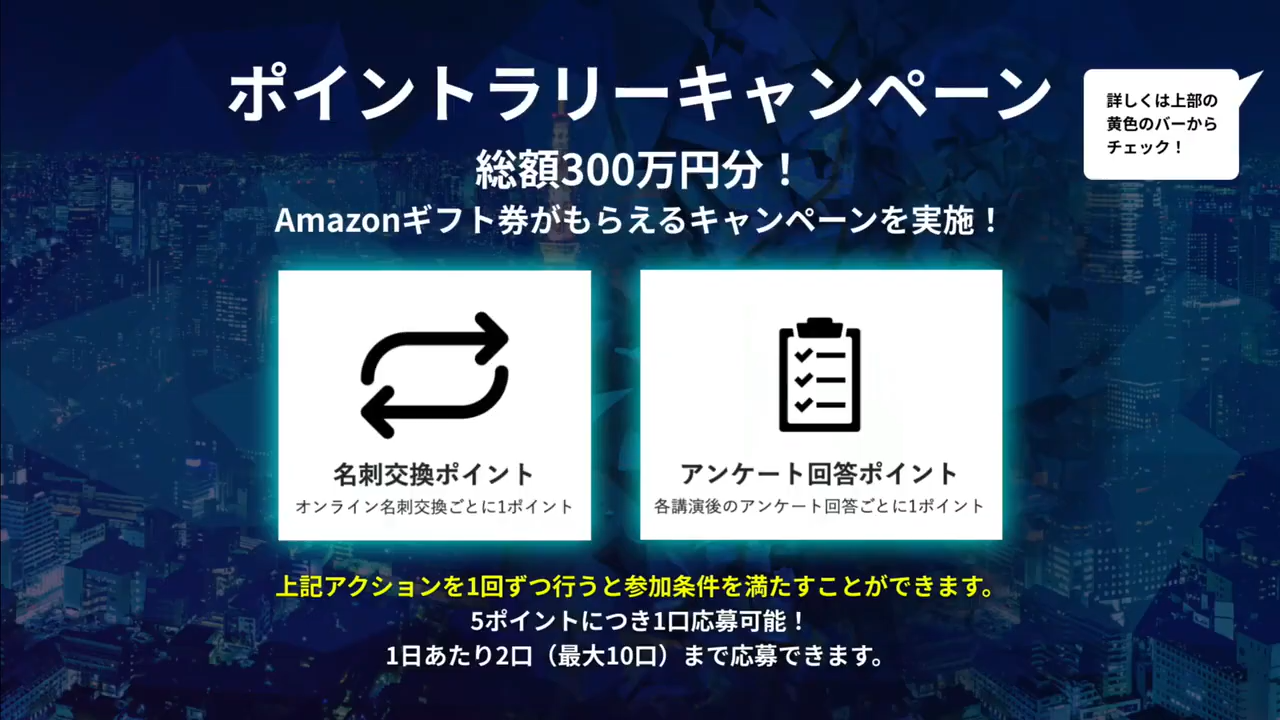 ポイントラリーキャンペーン
詳しくは上部の
黄色のバーから
チェック！
総額300万円分！
Amazonギフト券がもらえるキャンペーンを実施！
名刺交換ポイント
オンライン名刺交換ごとに1ポイント
アンケート回答ポイント
各講演後のアンケート回答ごとに1ポイント
上記アクションを1回ずつ行うと参加条件を満たすことができます。
5ポイントにつき1口応募可能！
1日あたり2口（最大10口）まで応募できます。